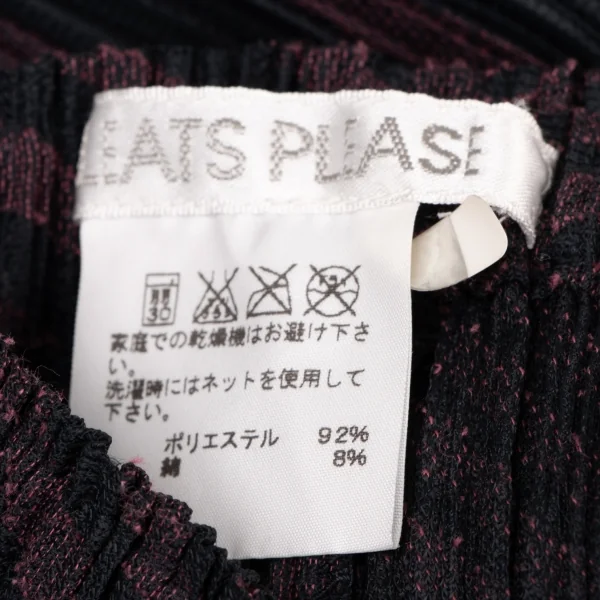 LEATS PLEASE
弱
30
家庭での乾燥機はお避け下さ
い。
洗濯時にはネットを使用して
下さい。
ポリエステル 92%
綿 8%